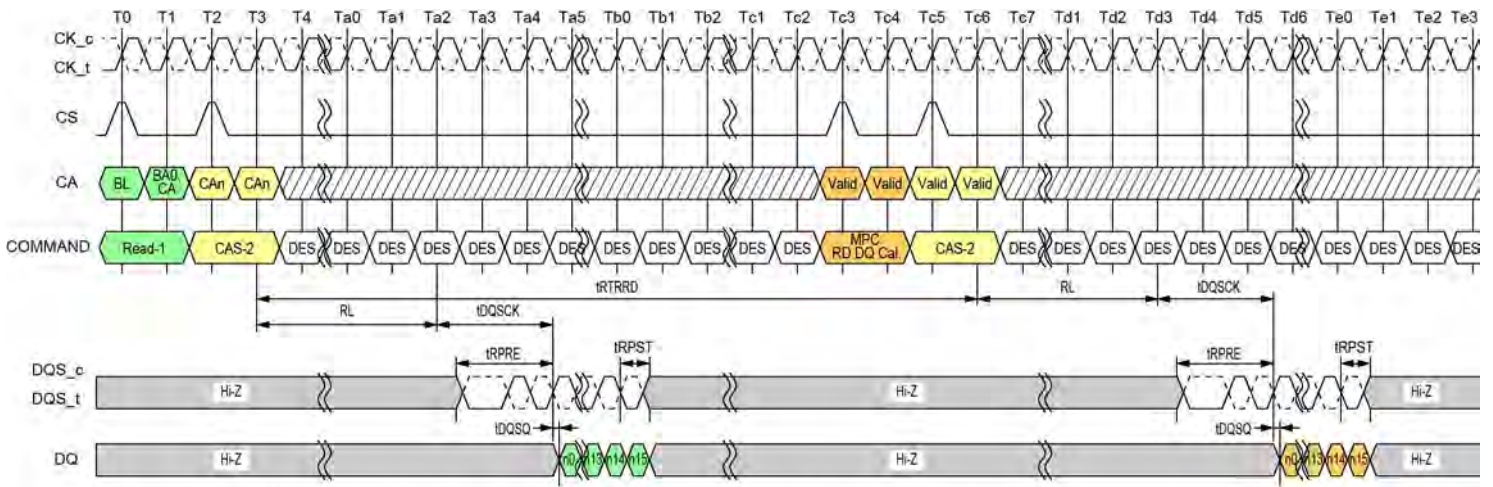 T0 T1 T2 T3 T4 Ta0 Ta1 Ta2 Ta3 Ta4 Ta5 Tb0 Tb1 Tb2 Tc1 Tc2 Tc3 Tc4 Tc5 Tc6 Tc7 Td1 Td2 Td3 Td4 Td5 Td6 Te0 Te1 Te2 Te3
CK_c
CK_t
CS
CA BL BA0, CA CAn CAn Valid Valid Valid Valid
COMMAND Read-1 CAS-2 DES DES DES DES DES DES DES DES DES DES DES DES MPC RD DQ Cal. CAS-2 DES DES DES DES DES DES DES DES DES DES DES
tRTRRD RL tDQSCK
RL tDQSCK
tRPRE tRPST tRPRE tRPST
DQS_c
DQS_t Hi-Z Hi-Z Hi-Z
tDQSQ tDQSQ
DQ Hi-Z n0 n13 n14 n15 Hi-Z n0 n13 n14 n15 Hi-Z